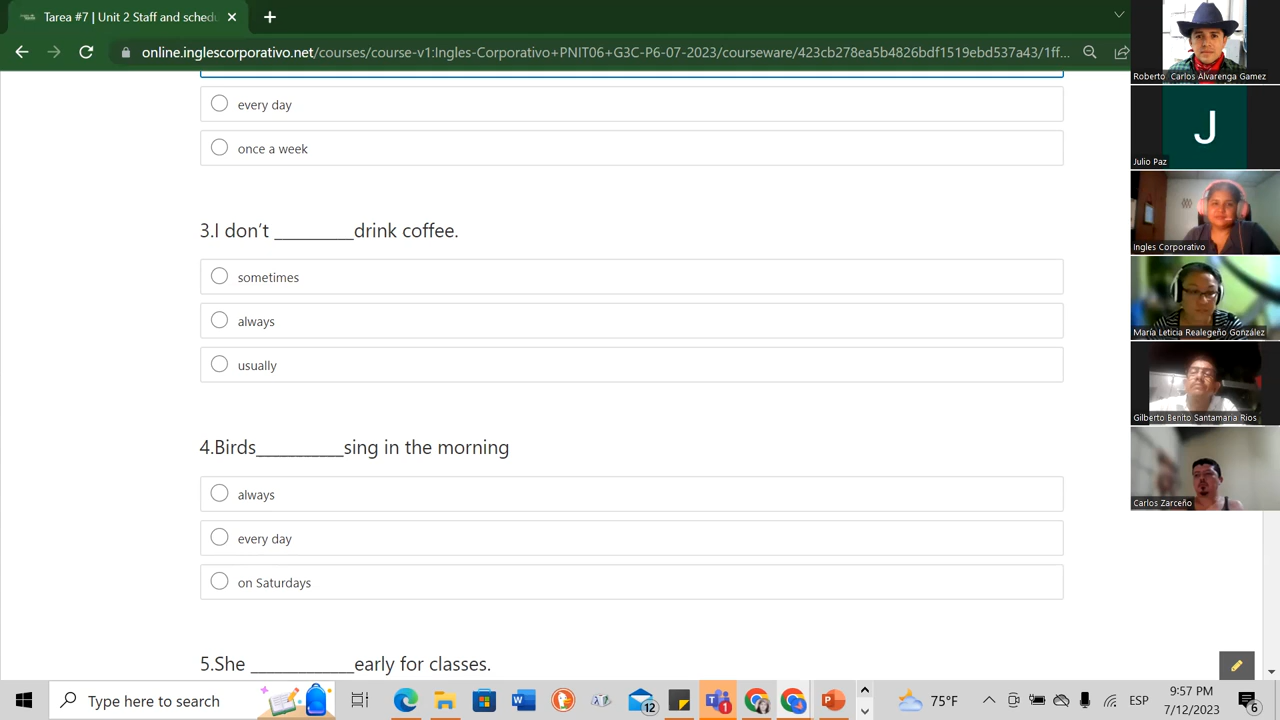 Tarea #7 | Unit 2 Staff and schedu
online.inglescorporativo.net/courses/course-v1:Ingles-Corporativo+PNIT06+G3C-P6-07-2023/courseware/423cb278ea5b4826bdf1f19ebd537a43/1ff...
every day
once a week
3.I don’t _________drink coffee.
sometimes
always
usually
4.Birds__________sing in the morning
always
every day
on Saturdays
5.She ____________early for classes.
Roberto Carlos Alvarenga Gamez
J
Julio Paz
Ingles Corporativo
María Leticia Realegeño González
Gilberto Benito Santamaria Rios
Carlos Zarceño
Type here to search
12
1
75°F
ESP
9:57 PM
7/12/2023
6